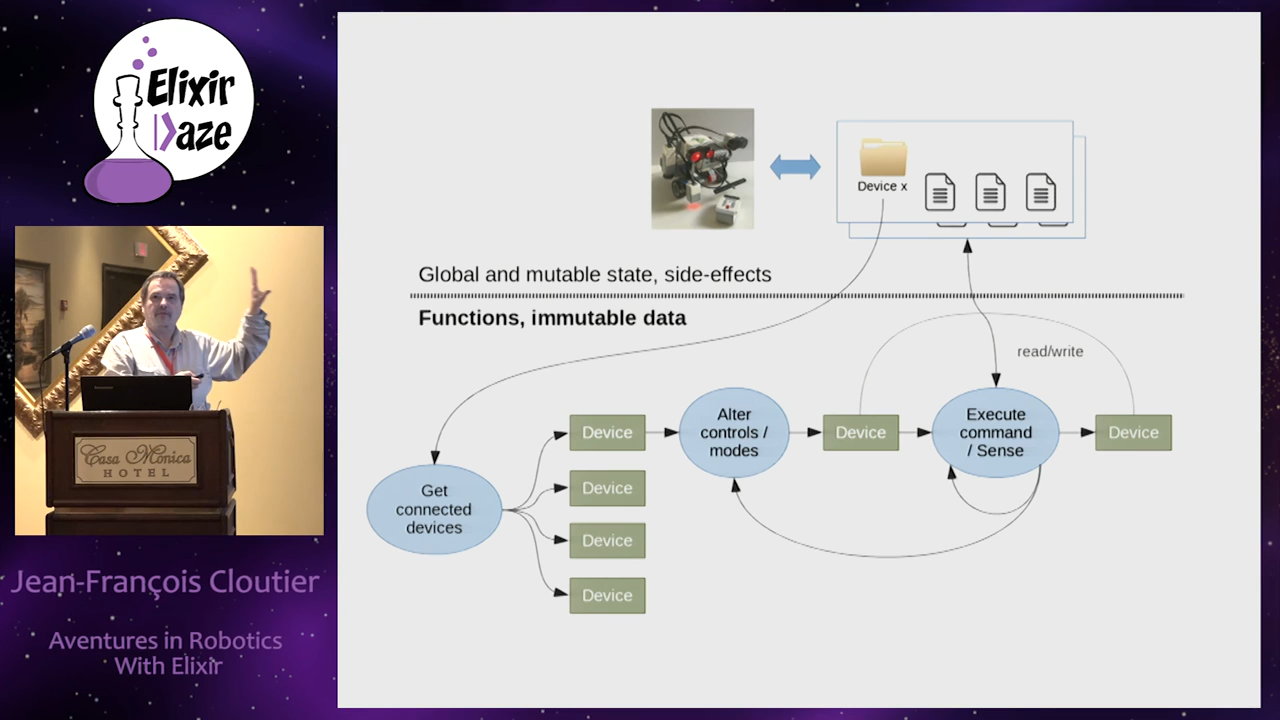 Elixir
Daze
Casa Monica
HOTEL
Jean-François Cloutier
Aventures in Robotics
With Elixir
Device x
Global and mutable state, side-effects
Functions, immutable data
read/write
Get
connected
devices
Device
Device
Device
Device
Alter
controls /
modes
Device
Execute
command
/ Sense
Device